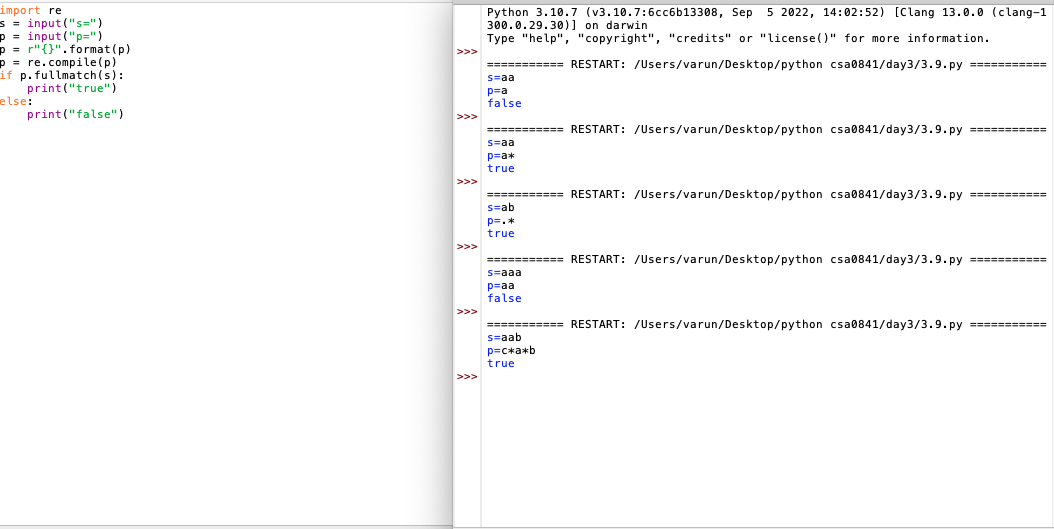 import re
s = input("s=")
p = input("p=")
p = r"{}".format(p)
p = re.compile(p)
if p.fullmatch(s):
    print("true")
else:
    print("false")
Python 3.10.7 (v3.10.7:6cc6b13308, Sep  5 2022, 14:02:52) [Clang 13.0.0 (clang-1
300.0.29.30)] on darwin
Type "help", "copyright", "credits" or "license()" for more information.
>>>
=========== RESTART: /Users/varun/Desktop/python csa0841/day3/3.9.py ===========
s=aa
p=a
false
>>>
=========== RESTART: /Users/varun/Desktop/python csa0841/day3/3.9.py ===========
s=aa
p=a*
true
>>>
=========== RESTART: /Users/varun/Desktop/python csa0841/day3/3.9.py ===========
s=ab
p=.*
true
>>>
=========== RESTART: /Users/varun/Desktop/python csa0841/day3/3.9.py ===========
s=aaa
p=aa
false
>>>
=========== RESTART: /Users/varun/Desktop/python csa0841/day3/3.9.py ===========
s=aab
p=c*a*b
true
>>>